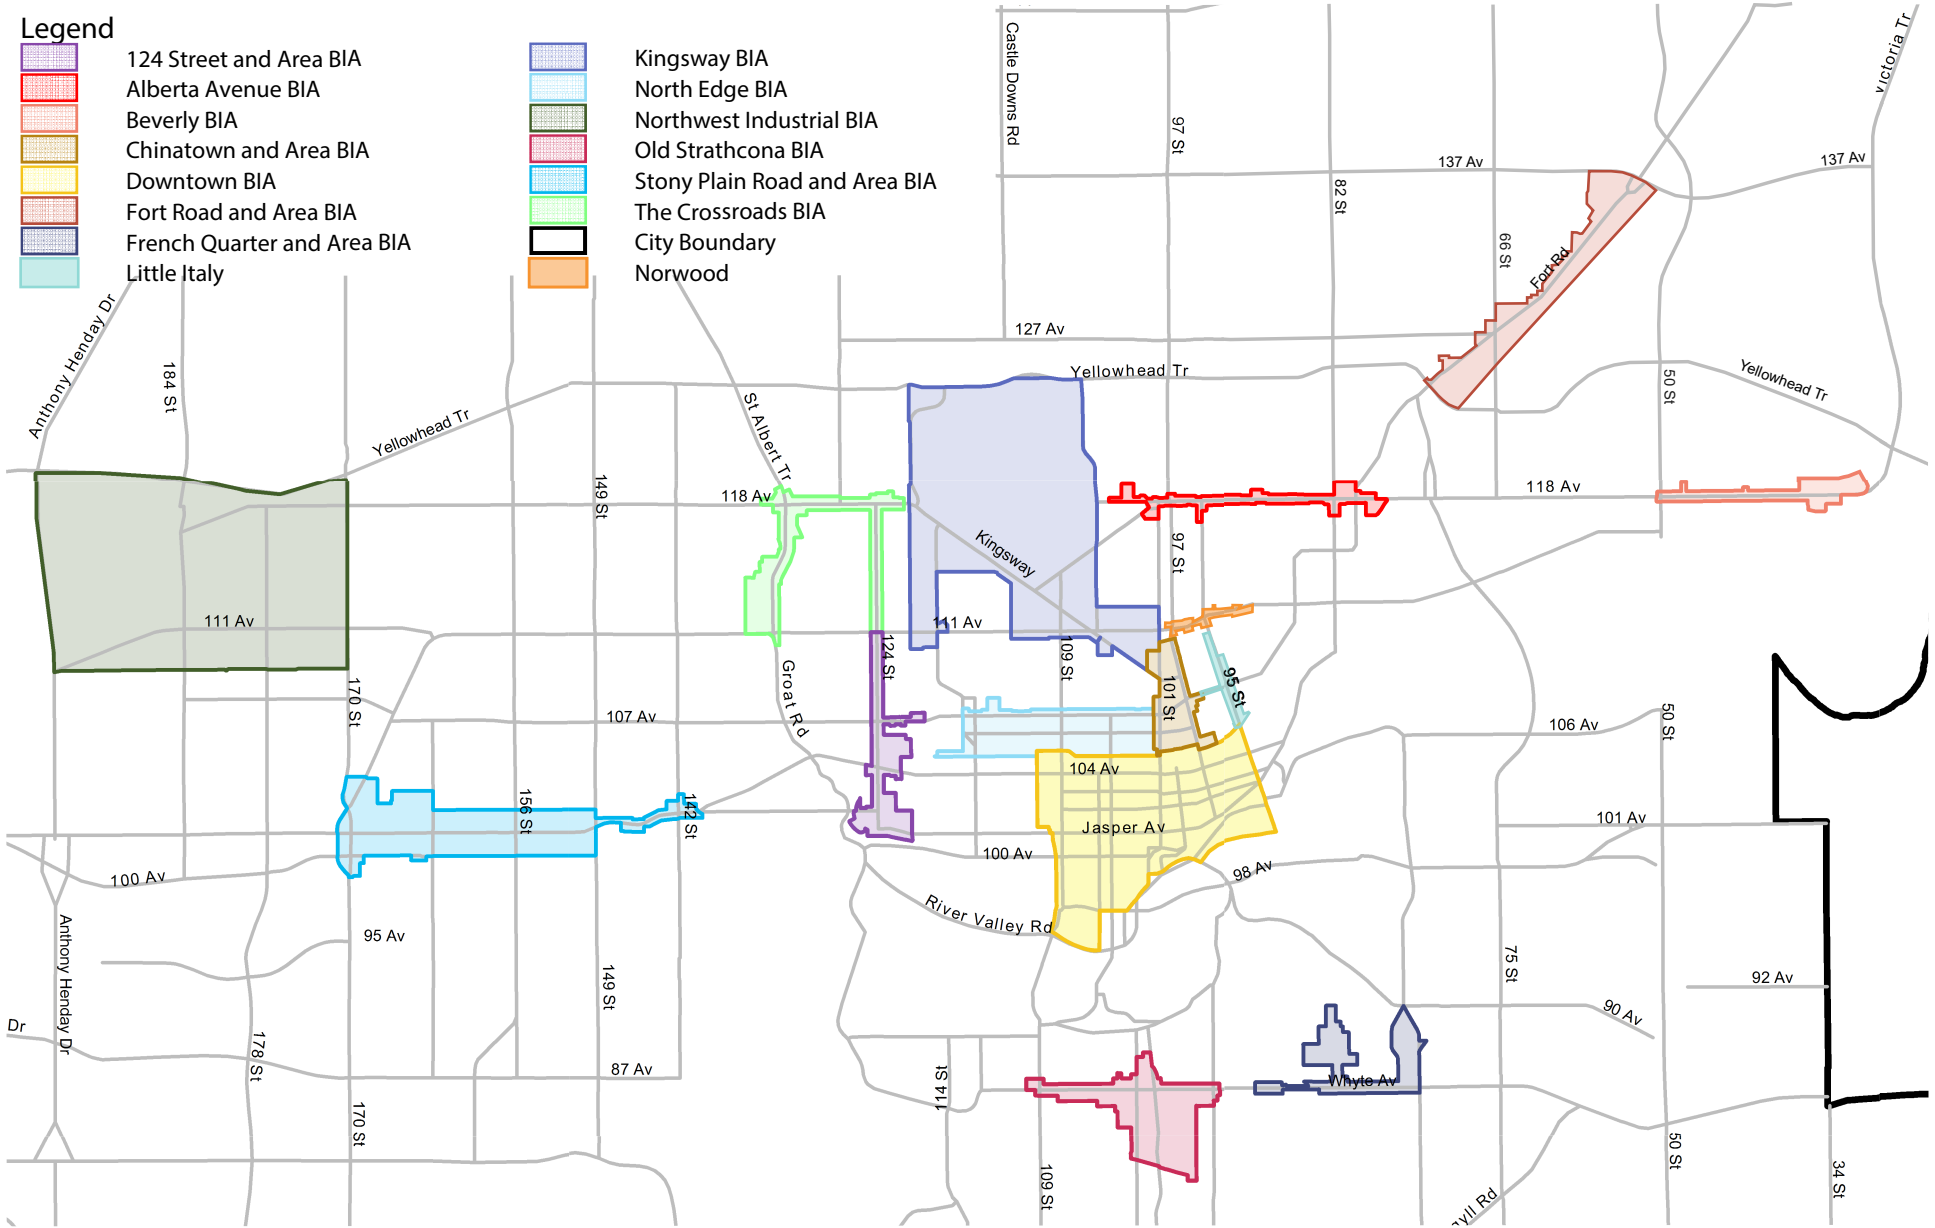 Legend
124 Street and Area BIA
Alberta Avenue BIA
Beverly BIA
Chinatown and Area BIA
Downtown BIA
Fort Road and Area BIA
French Quarter and Area BIA
Little Italy
Kingsway BIA
North Edge BIA
Northwest Industrial BIA
Old Strathcona BIA
Stony Plain Road and Area BIA
The Crossroads BIA
City Boundary
Norwood
Castle Downs Rd
97 St
Victoria Tr
137 Av
137 Av
82 St
66 St
Fort Rd
Anthony Henday Dr
184 St
127 Av
Yellowhead Tr
Yellowhead Tr
50 St
Yellowhead Tr
St Albert Tr
149 St
118 Av
118 Av
Kingsway
97 St
111 Av
111 Av
124 St
109 St
Groat Rd
170 St
101 St
95 St
107 Av
106 Av
50 St
104 Av
156 St
142 St
Jasper Av
101 Av
100 Av
100 Av
98 Av
River Valley Rd
Anthony Henday Dr
95 Av
149 St
75 St
92 Av
90 Av
Dr
178 St
87 Av
114 St
Whyte Av
170 St
109 St
50 St
34 St
yll Rd